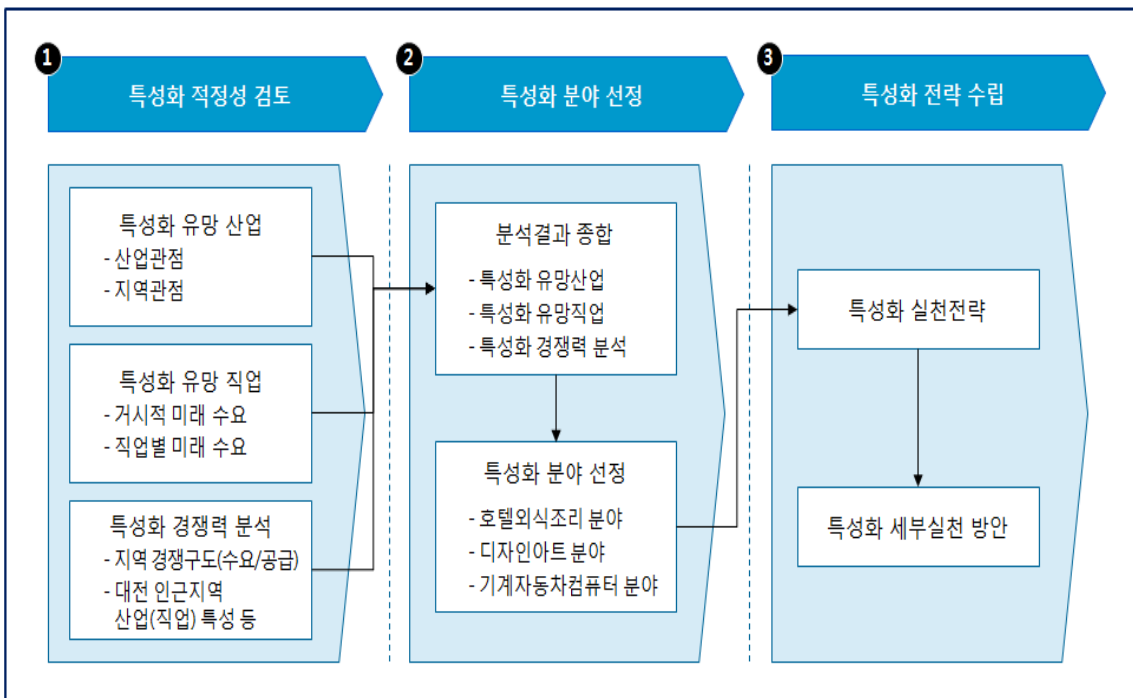 1
특성화 적정성 검토
2
특성화 분야 선정
3
특성화 전략 수립
특성화 유망 산업
- 산업관점
- 지역관점
특성화 유망 직업
- 거시적 미래 수요
- 직업별 미래 수요
특성화 경쟁력 분석
- 지역 경쟁구도(수요/공급)
- 대전 인근지역
산업(직업) 특성 등
분석결과 종합
- 특성화 유망산업
- 특성화 유망직업
- 특성화 경쟁력 분석
특성화 분야 선정
- 호텔외식조리 분야
- 디자인아트 분야
- 기계자동차컴퓨터 분야
특성화 실천전략
특성화 세부실천 방안